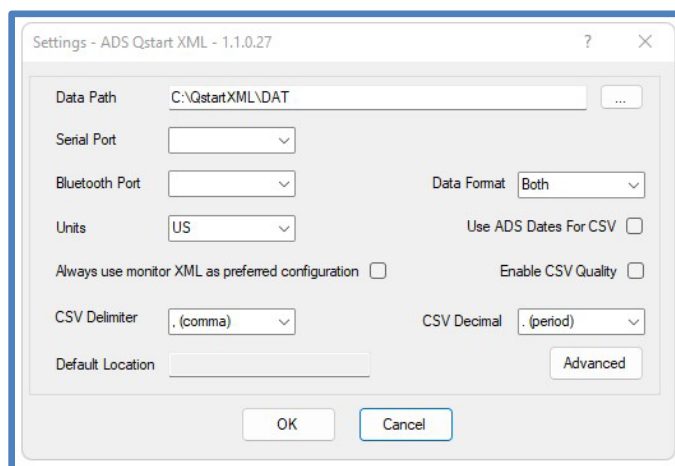 Settings - ADS Qstart XML - 1.1.0.27 ?
Data Path C:\QstartXML\DAT ...
Serial Port
Bluetooth Port Data Format Both
Units US Use ADS Dates For CSV
Always use monitor XML as preferred configuration Enable CSV Quality
CSV Delimiter , (comma) CSV Decimal . (period)
Default Location Advanced
OK Cancel